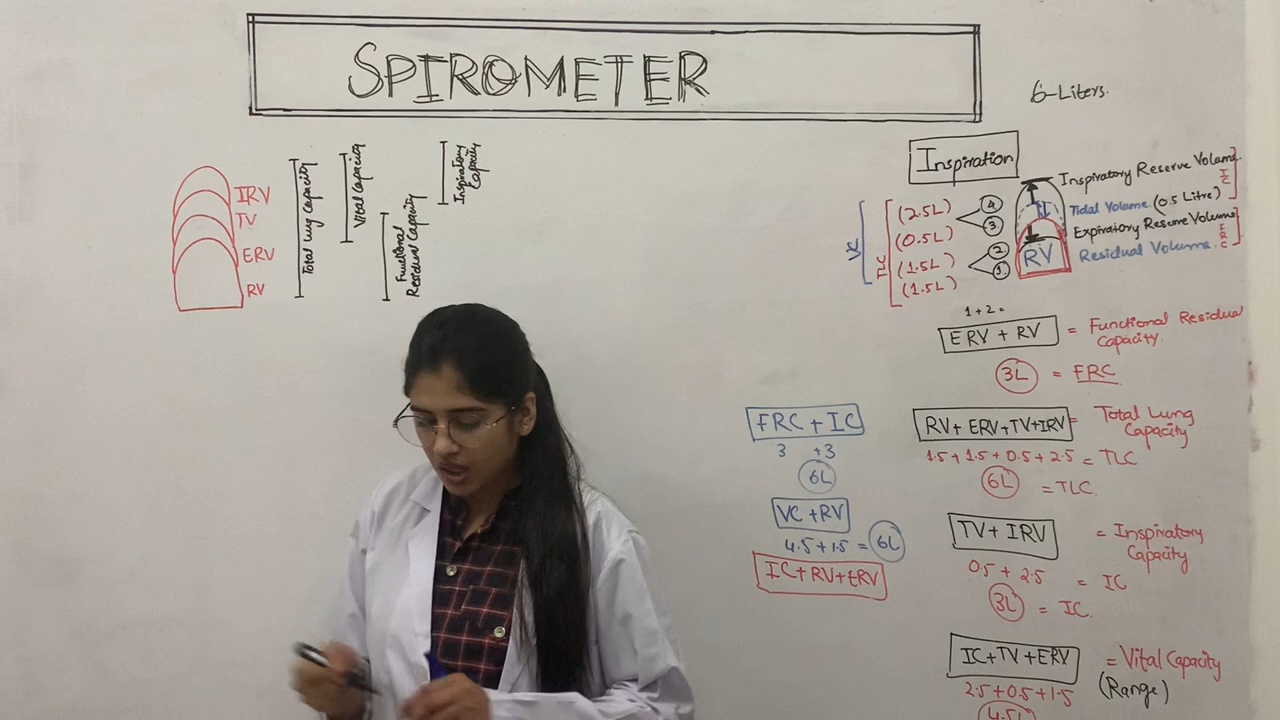 SPIROMETER
6-Liters.
IRV
TV
ERV
RV
Total lung Capacity
Vital Capacity
Functional
Residual Capacity
Inspiratory
Capacity
Inspiration
VC
TLC
(2.5L)
(0.5L)
(1.5L)
(1.5L)
4
3
2
1
RV
Inspiratory Reserve Volume
Tidal Volume (0.5 Litre)
Expiratory Reserve Volume
Residual Volume.
IC
FRC
1+2=
ERV + RV = Functional Residual
Capacity.
3L = FRC
FRC + IC
3 +3
6L
VC + RV
4.5+1.5 = 6L
IC+RV+ERV
RV+ERV+TV+IRV = Total Lung
Capacity
1.5+1.5+0.5+2.5 = TLC
6L = TLC.
TV+IRV = Inspiratory
Capacity
0.5 + 2.5 = IC
3L = IC.
IC+TV+ERV = Vital Capacity
(Range)
2.5+0.5+1.5
4.5L